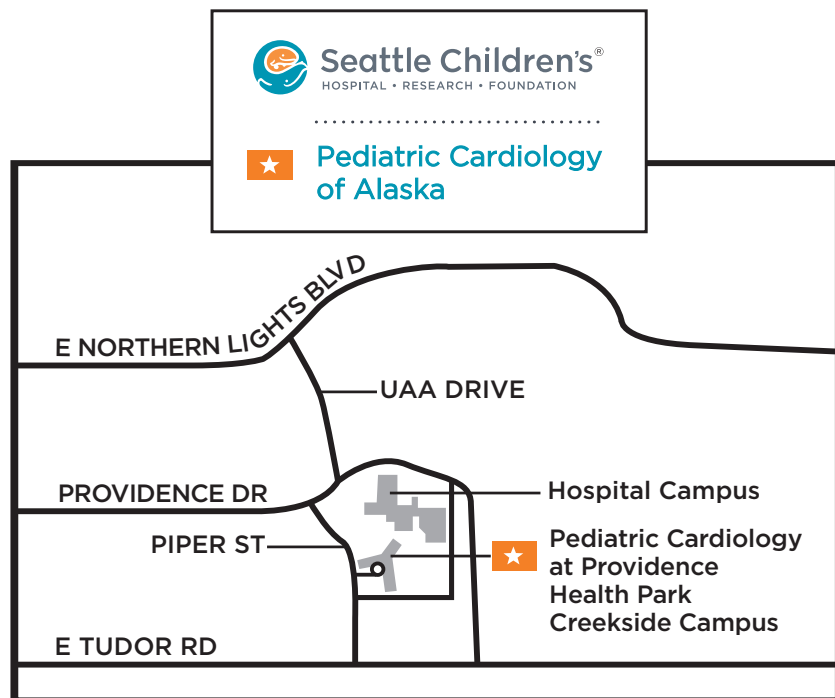 Seattle Children's®
HOSPITAL • RESEARCH • FOUNDATION
Pediatric Cardiology
of Alaska
E NORTHERN LIGHTS BLVD
UAA DRIVE
PROVIDENCE DR
Hospital Campus
PIPER ST
Pediatric Cardiology
at Providence
Health Park
Creekside Campus
E TUDOR RD